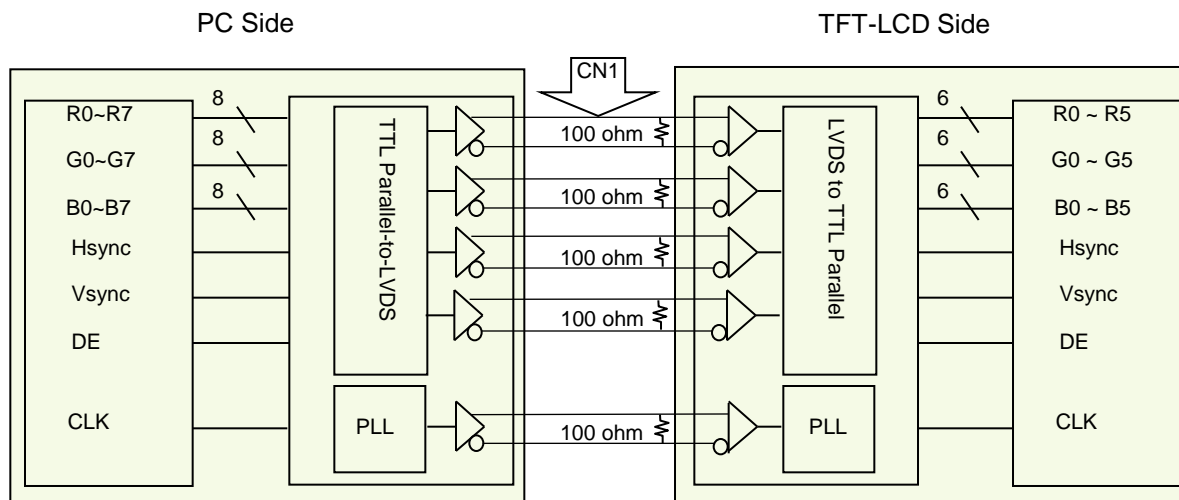 PC Side
TFT-LCD Side
CN1
R0~R7
8
G0~G7
8
B0~B7
8
Hsync
Vsync
DE
CLK
TTL Parallel-to-LVDS
PLL
100 ohm
100 ohm
100 ohm
100 ohm
100 ohm
LVDS to TTL Parallel
PLL
6
R0 ~ R5
6
G0 ~ G5
6
B0 ~ B5
Hsync
Vsync
DE
CLK